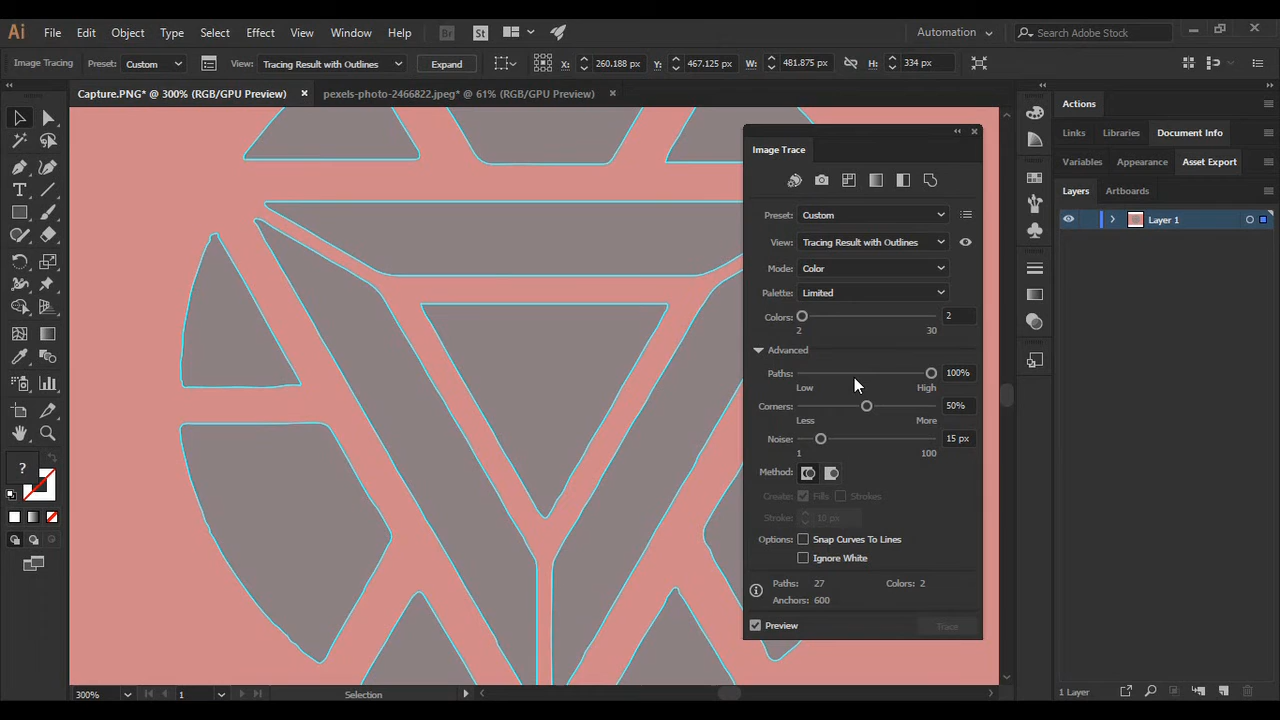 Ai File Edit Object Type Select Effect View Window Help Br St Automation Search Adobe Stock
Image Tracing Preset: Custom View: Tracing Result with Outlines Expand X: 260.188 px Y: 467.125 px W: 481.875 px H: 334 px
Capture.PNG* @ 300% (RGB/GPU Preview) pexels-photo-2466822.jpeg* @ 61% (RGB/GPU Preview)
Actions
Links Libraries Document Info
Variables Appearance Asset Export
Layers Artboards
Layer 1
Image Trace
Preset: Custom
View: Tracing Result with Outlines
Mode: Color
Palette: Limited
Colors: 2
2 30
Advanced
Paths: 100%
Low High
Corners: 50%
Less More
Noise: 15 px
1 100
Method:
Create: Fills Strokes
Stroke: 10 px
Options: Snap Curves To Lines
Ignore White
Paths: 27 Colors: 2
Anchors: 600
Preview Trace
?
300% 1 Selection
1 Layer